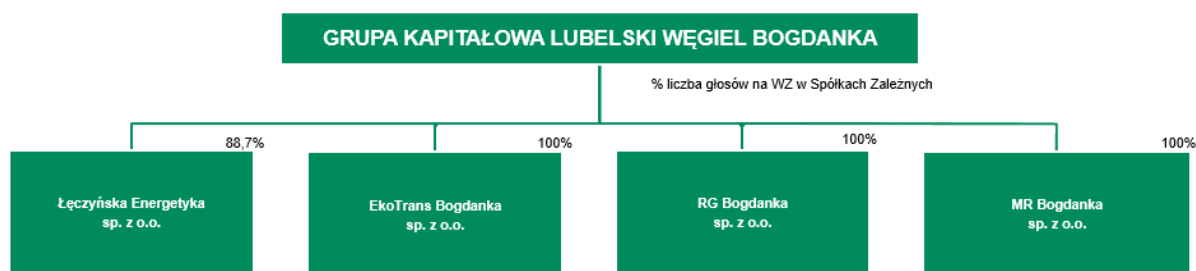 GRUPA KAPITAŁOWA LUBELSKI WĘGIEL BOGDANKA
% liczba głosów na WZ w Spółkach Zależnych
88,7%
100%
100%
100%
Łęczyńska Energetyka
sp. z o.o.
EkoTrans Bogdanka
sp. z o.o.
RG Bogdanka
sp. z o.o.
MR Bogdanka
sp. z o.o.